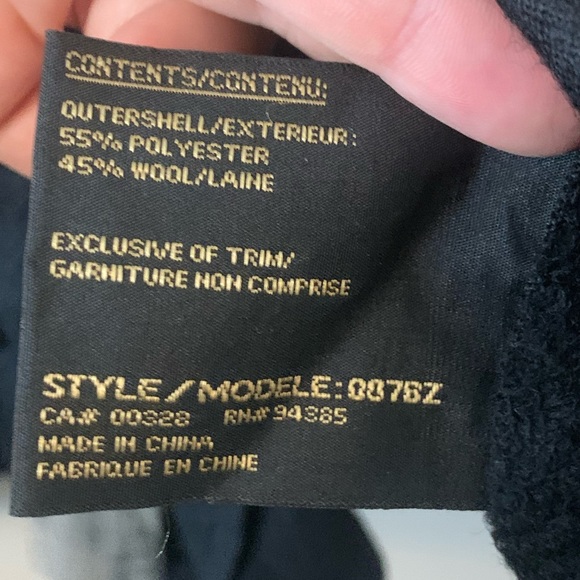 CONTENTS/CONTENU:
OUTERSHELL/EXTERIEUR:
55% POLYESTER
45% WOOL/LAINE
EXCLUSIVE OF TRIM/
GARNITURE NON COMPRISE
STYLE/MODELE:
CA# 00328 RN# 94385
MADE IN CHINA
FABRIQUE EN CHINE